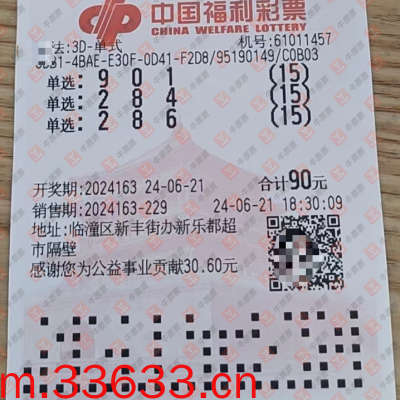 中国福利彩票
CHINA WELFARE LOTTERY
法:3D-单式 机号:61011457
31-4BAE-E30F-0D41-F2D8/95190149/C0B03
单选:9 0 1 (15)
单选:2 8 4 (15)
单选:2 8 6 (15)
开奖期:2024163 24-06-21 合计90元
销售期:2024163-229 24-06-21 18:30:09
地址:临潼区新丰街办新乐都超
市隔壁
感谢您为公益事业贡献30.60元
m.33633.cn